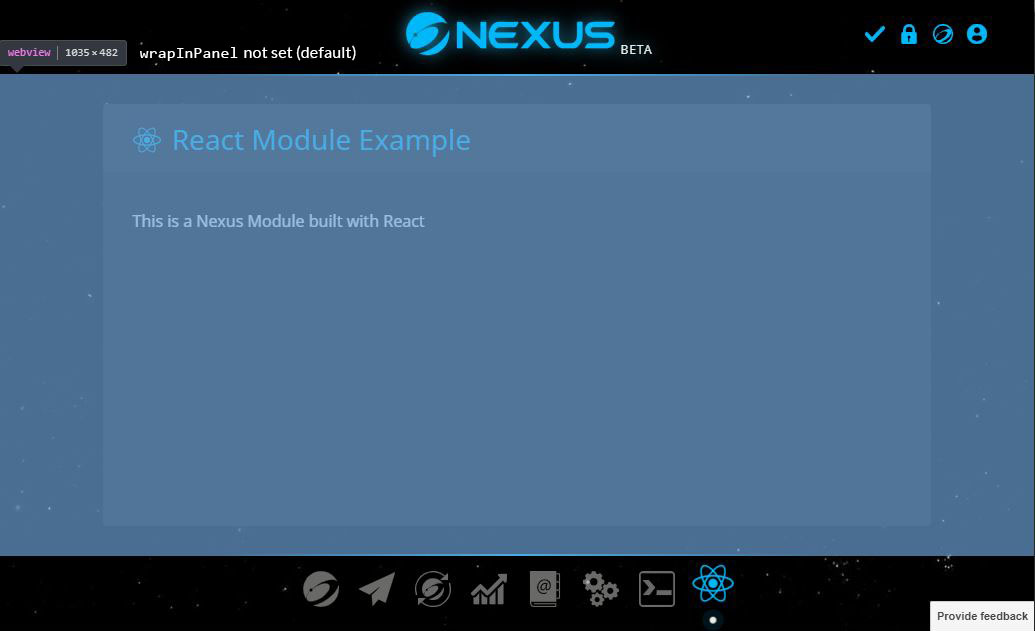 NEXUS
BETA
webview | 1035×482
wrapInPanel not set (default)
React Module Example
This is a Nexus Module built with React
@
Provide feedback